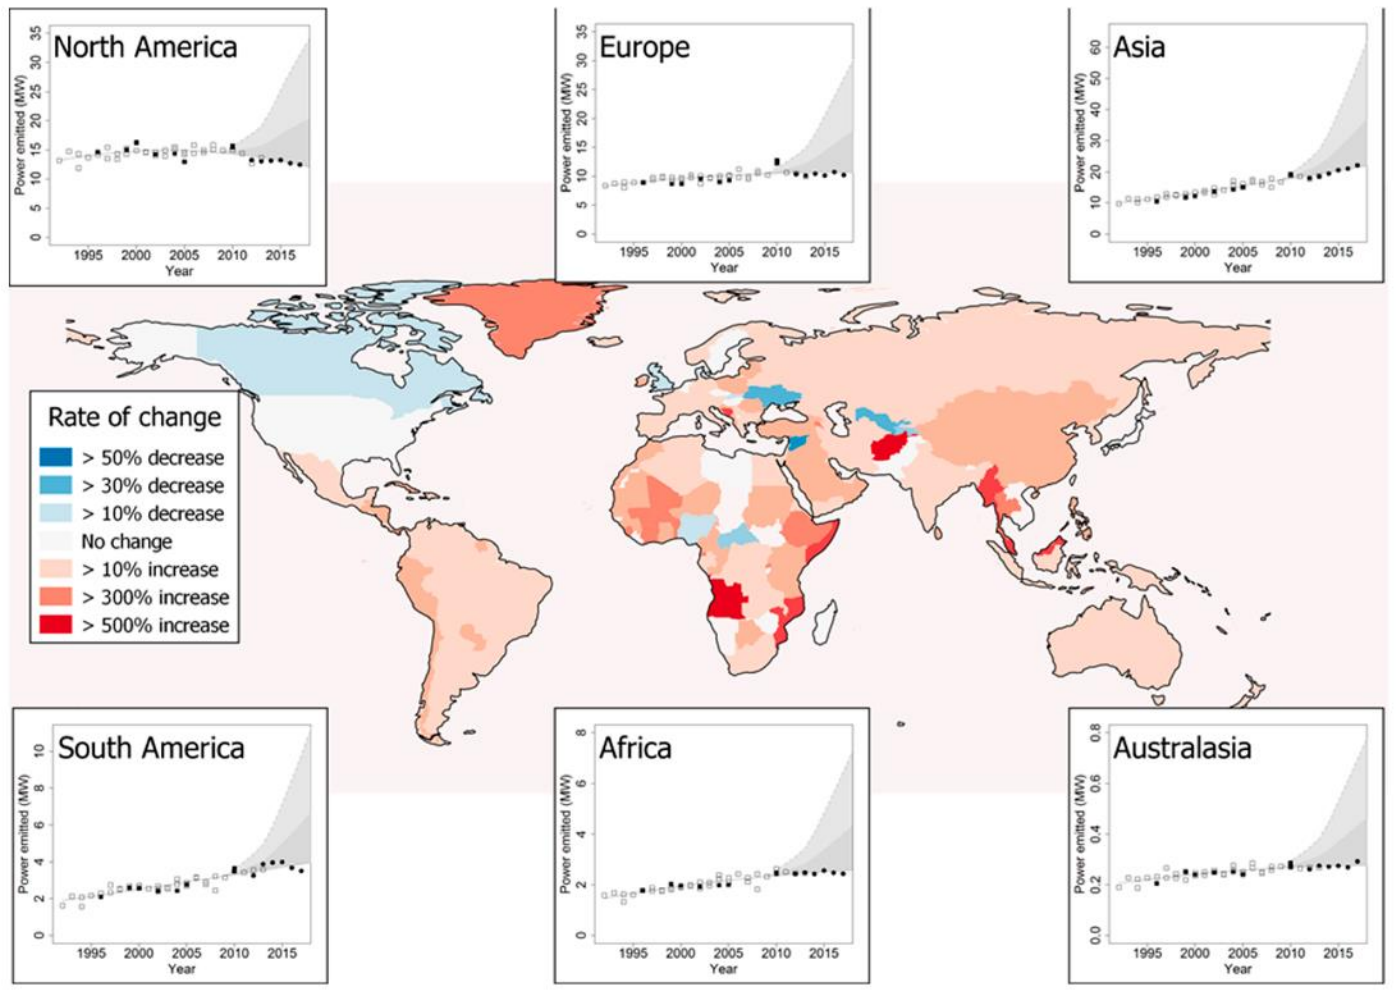 North America
Power emitted (MW)
35
30
25
20
15
10
5
0
1995 2000 2005 2010 2015
Year
Europe
Power emitted (MW)
35
30
25
20
15
10
5
0
1995 2000 2005 2010 2015
Year
Asia
Power emitted (MW)
60
50
40
30
20
10
0
1995 2000 2005 2010 2015
Year
Rate of change
> 50% decrease
> 30% decrease
> 10% decrease
No change
> 10% increase
> 300% increase
> 500% increase
South America
Power emitted (MW)
10
8
6
4
2
0
1995 2000 2005 2010 2015
Year
Africa
Power emitted (MW)
8
6
4
2
0
1995 2000 2005 2010 2015
Year
Australasia
Power emitted (MW)
0.8
0.6
0.4
0.2
0.0
1995 2000 2005 2010 2015
Year